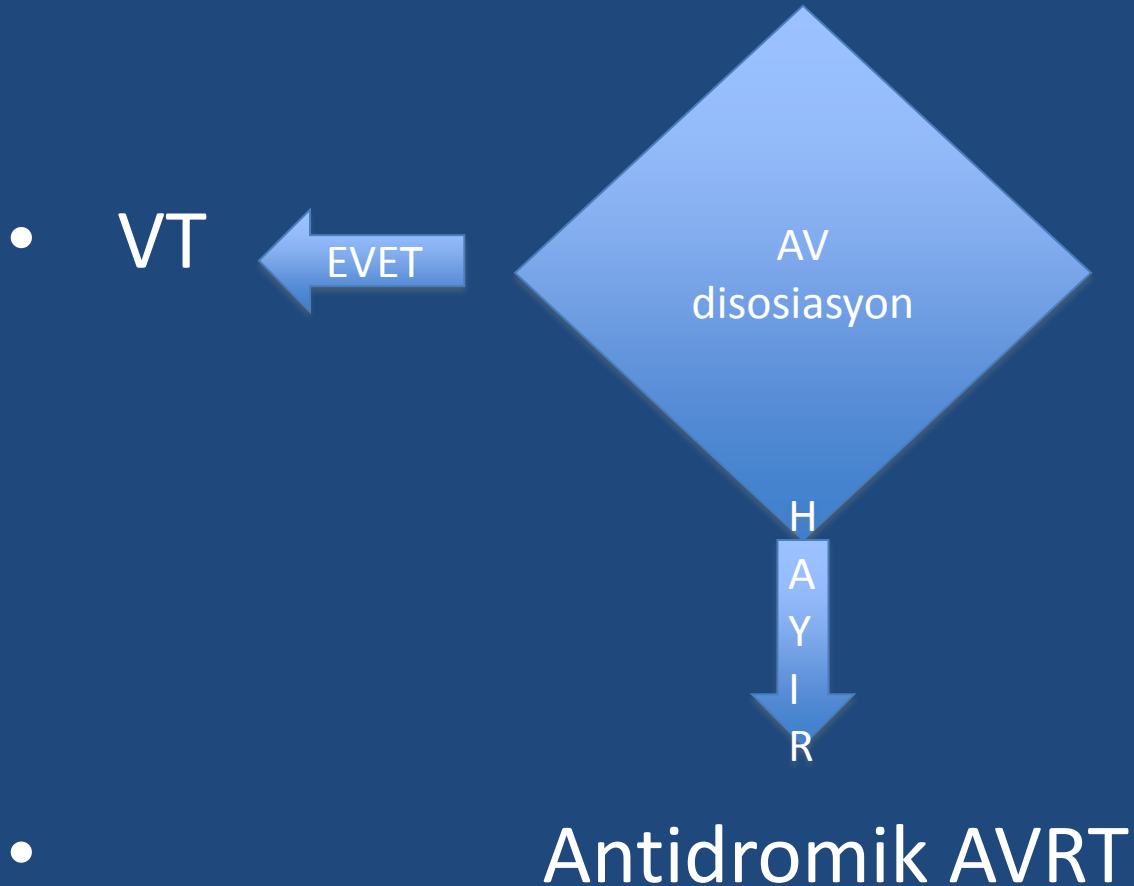 • VT
EVET
AV
disosiasyon
H
A
Y
I
R
• Antidromik AVRT